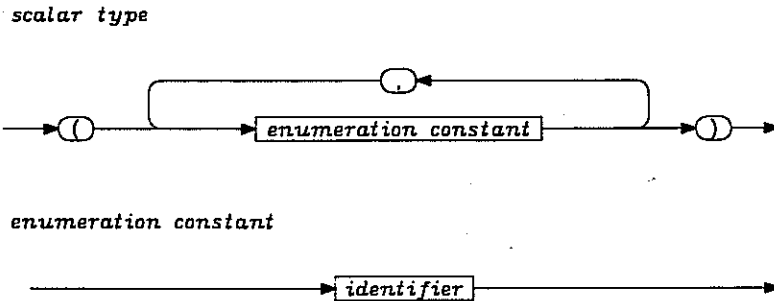 scalar type
,
( enumeration constant )
enumeration constant
identifier